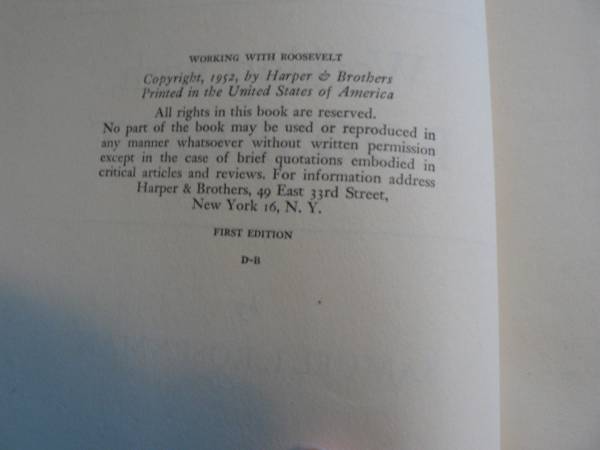 WORKING WITH ROOSEVELT
Copyright, 1952, by Harper & Brothers
Printed in the United States of America
All rights in this book are reserved.
No part of the book may be used or reproduced in
any manner whatsoever without written permission
except in the case of brief quotations embodied in
critical articles and reviews. For information address
Harper & Brothers, 49 East 33rd Street,
New York 16, N. Y.
FIRST EDITION
D-B